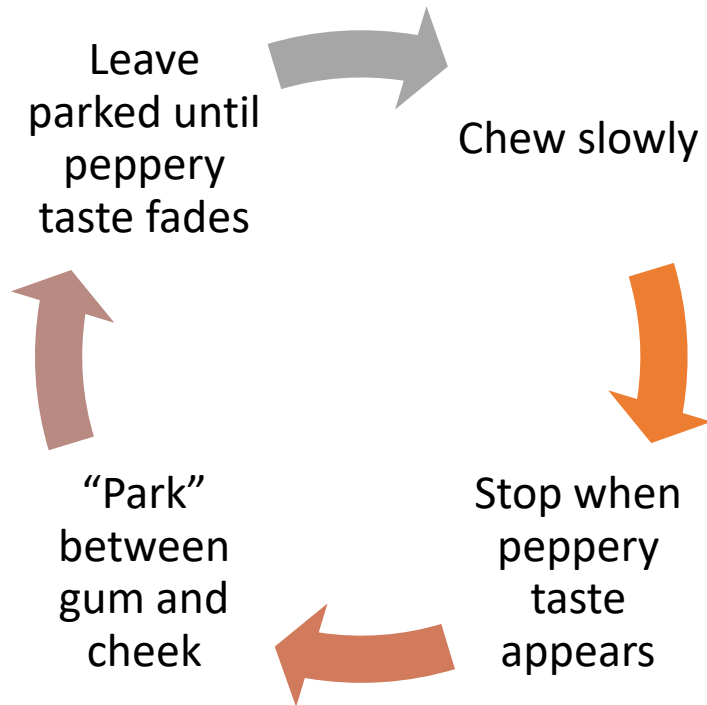 Chew slowly
Stop when
peppery
taste
appears
“Park”
between
gum and
cheek
Leave
parked until
peppery
taste fades